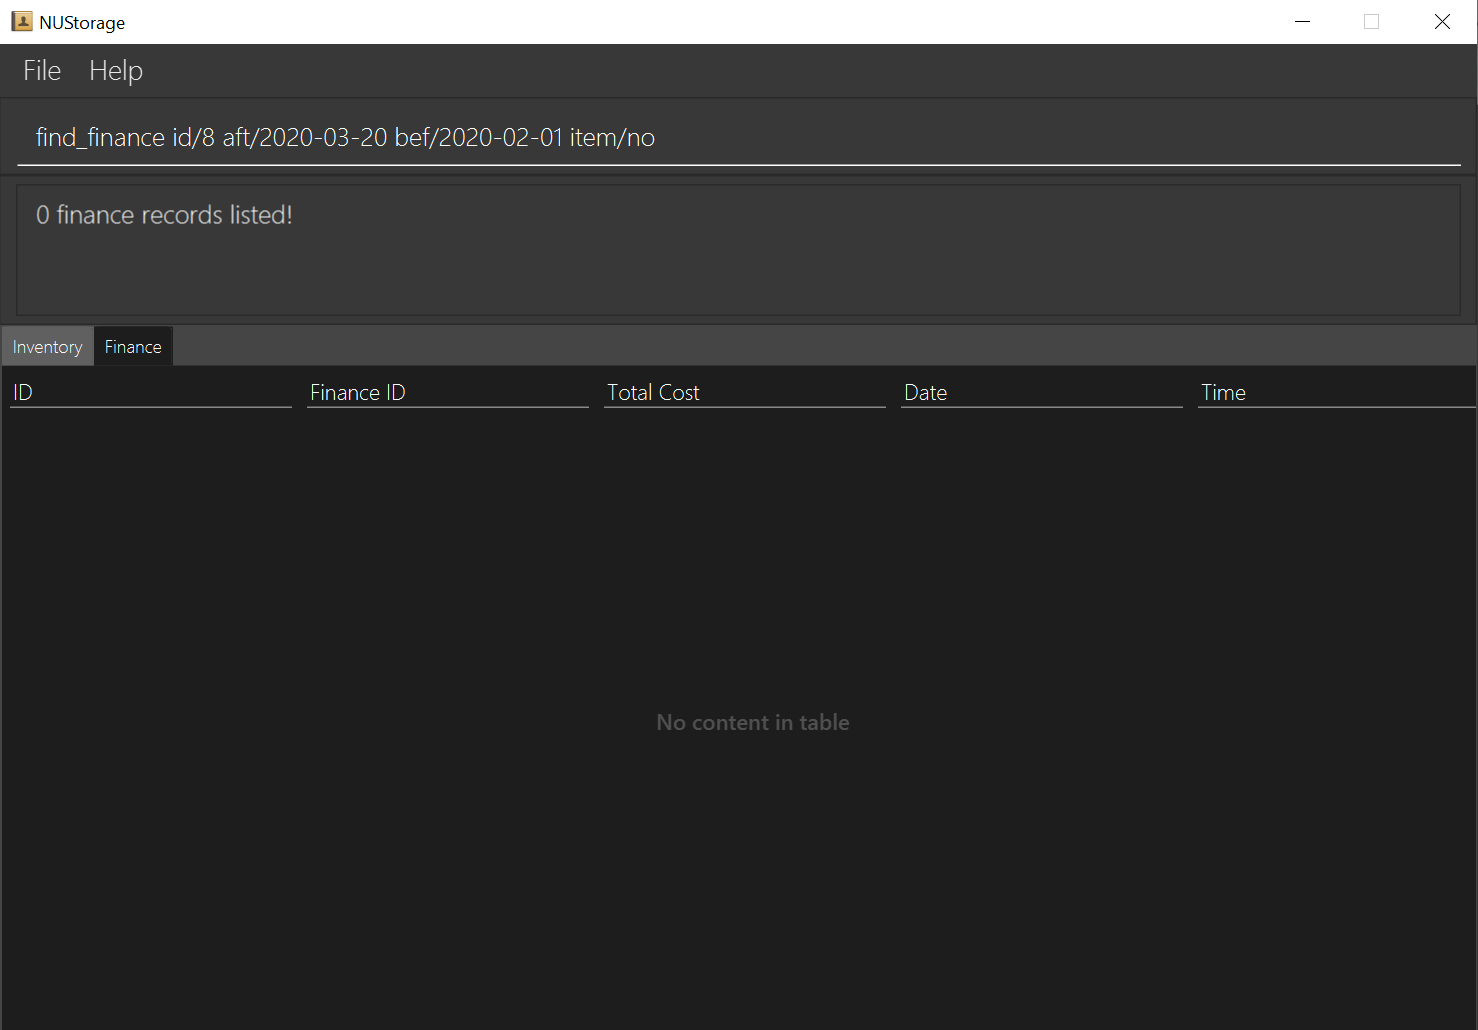 NUStorage
File Help
find_finance id/8 aft/2020-03-20 bef/2020-02-01 item/no
0 finance records listed!
Inventory Finance
ID Finance ID Total Cost Date Time
No content in table